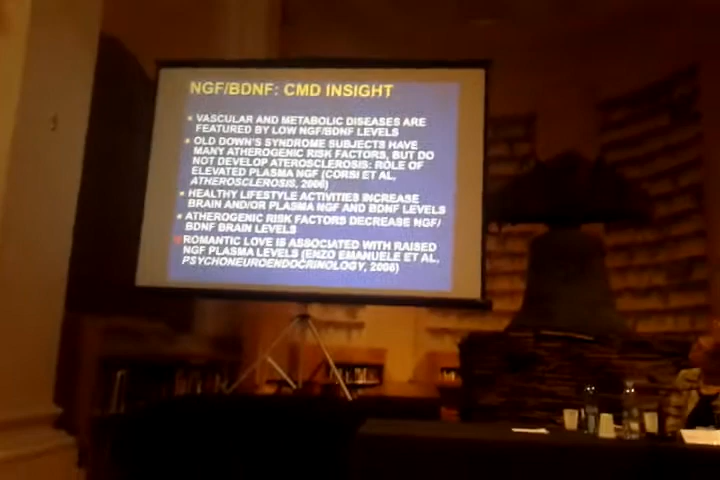 NGF/BDNF: CMD INSIGHT
• VASCULAR AND METABOLIC DISEASES ARE
FEATURED BY LOW NGF/BDNF LEVELS
• OLD DOWN'S SYNDROME SUBJECTS HAVE
MANY ATHEROGENIC RISK FACTORS, BUT DO
NOT DEVELOP ATEROSCLEROSIS: ROLE OF
ELEVATED PLASMA NGF (CORSI ET AL,
ATHEROSCLEROSIS, 2006)
• HEALTHY LIFESTYLE ACTIVITIES INCREASE
BRAIN AND/OR PLASMA NGF AND BDNF LEVELS
• ATHEROGENIC RISK FACTORS DECREASE NGF/
BDNF BRAIN LEVELS
• ROMANTIC LOVE IS ASSOCIATED WITH RAISED
NGF PLASMA LEVELS (ENZO EMANUELE ET AL,
PSYCHONEUROENDOCRINOLOGY, 2006)